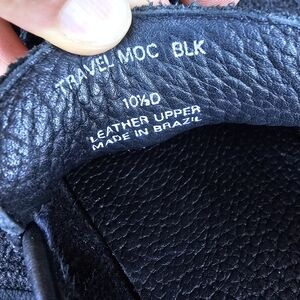 TRAVEL MOC BLK
10½D
LEATHER UPPER
MADE IN BRAZIL